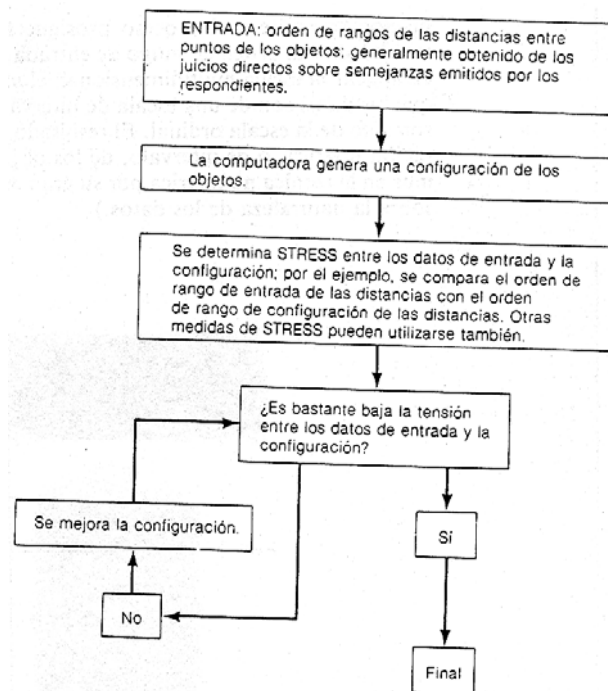 ENTRADA: orden de rangos de las distancias entre
puntos de los objetos; generalmente obtenido de los
juicios directos sobre semejanzas emitidos por los
respondientes.
La computadora genera una configuración de los
objetos.
Se determina STRESS entre los datos de entrada y la
configuración; por ejemplo, se compara el orden de
rango de entrada de las distancias con el orden
de rango de configuración de las distancias. Otras
medidas de STRESS pueden utilizarse también.
¿Es bastante baja la tensión
entre los datos de entrada y la
configuración?
Se mejora la configuración.
Sí
No
Final